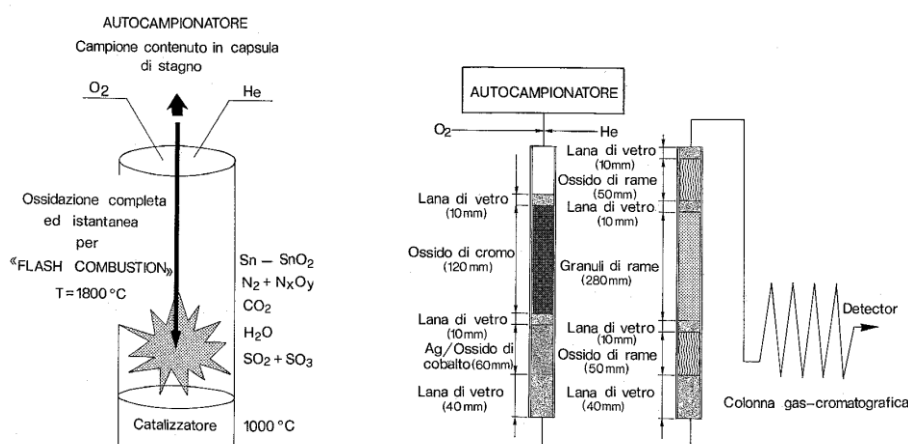 AUTOCAMPIONATORE
Campione contenuto in capsula
di stagno
O2
He
Ossidazione completa
ed istantanea
per
«FLASH COMBUSTION»
T=1800°C
Sn – SnO2
N2 + NxOy
CO2
H2O
SO2 + SO3
Catalizzatore
1000°C
AUTOCAMPIONATORE
O2
He
Lana di vetro
(10mm)
Ossido di cromo
(120mm)
Lana di vetro
(10mm)
Ag/Ossido di
cobalto(60mm)
Lana di vetro
(40mm)
Lana di vetro
(10mm)
Ossido di rame
(50mm)
Lana di vetro
(10mm)
Granuli di rame
(280mm)
Lana di vetro
(10mm)
Ossido di rame
(50mm)
Lana di vetro
(40mm)
Detector
Colonna gas-cromatografica